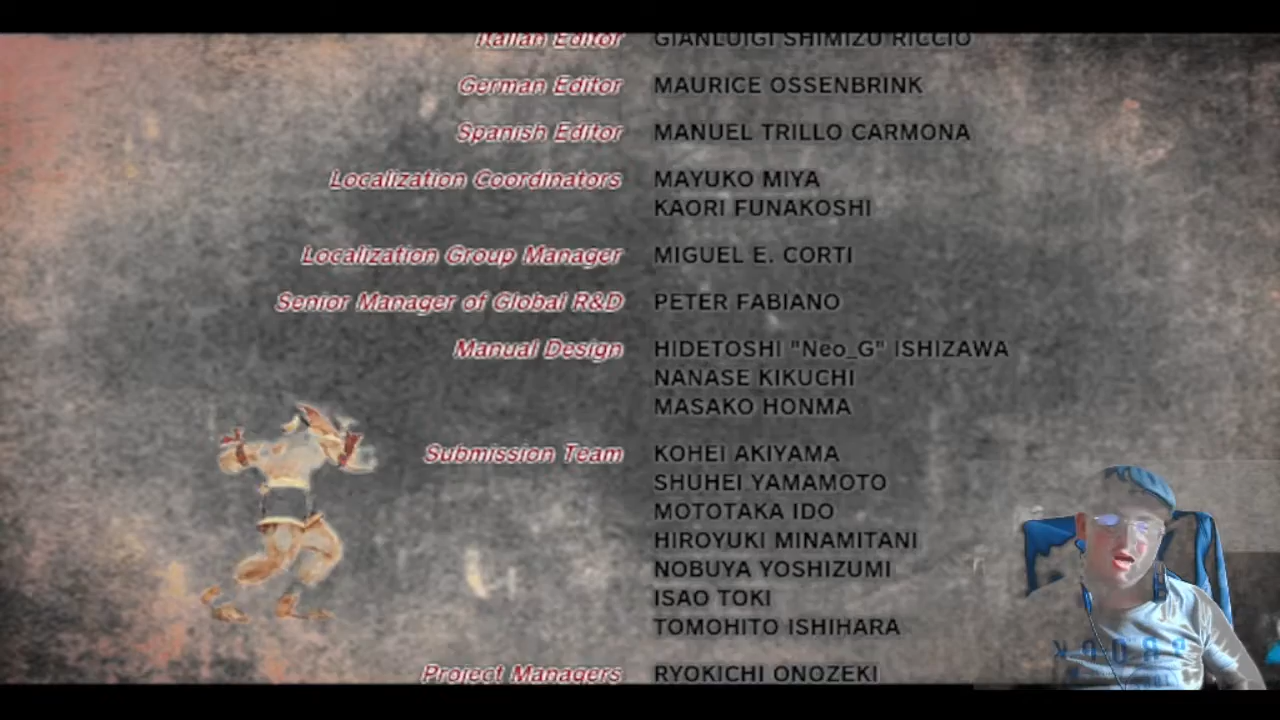 Italian Editor GIANLUIGI SHIMIZU RICCIO
German Editor MAURICE OSSENBRINK
Spanish Editor MANUEL TRILLO CARMONA
Localization Coordinators MAYUKO MIYA
KAORI FUNAKOSHI
Localization Group Manager MIGUEL E. CORTI
Senior Manager of Global R&D PETER FABIANO
Manual Design HIDETOSHI "Neo_G" ISHIZAWA
NANASE KIKUCHI
MASAKO HONMA
Submission Team KOHEI AKIYAMA
SHUHEI YAMAMOTO
MOTOTAKA IDO
HIROYUKI MINAMITANI
NOBUYA YOSHIZUMI
ISAO TOKI
TOMOHITO ISHIHARA
Project Managers RYOKICHI ONOZEKI